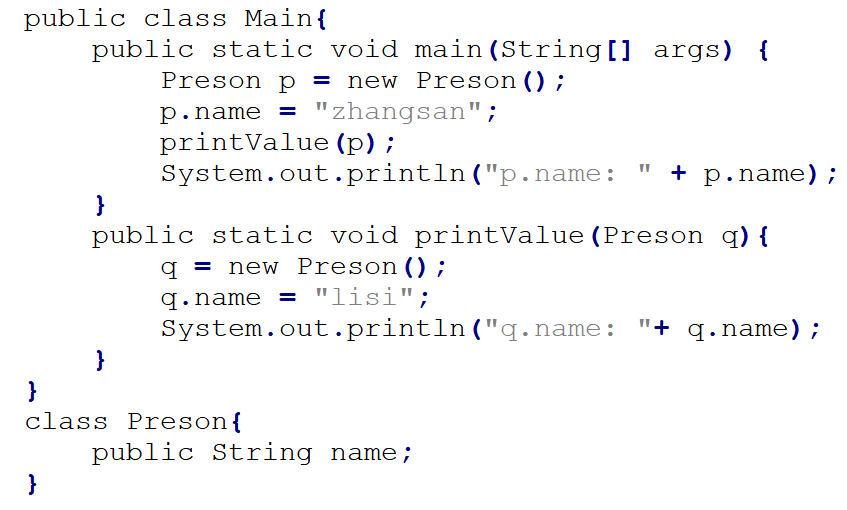 public class Main{
    public static void main(String[] args) {
        Preson p = new Preson();
        p.name = "zhangsan";
        printValue(p);
        System.out.println("p.name: " + p.name);
    }
    public static void printValue(Preson q){
        q = new Preson();
        q.name = "lisi";
        System.out.println("q.name: "+ q.name);
    }
}
class Preson{
    public String name;
}